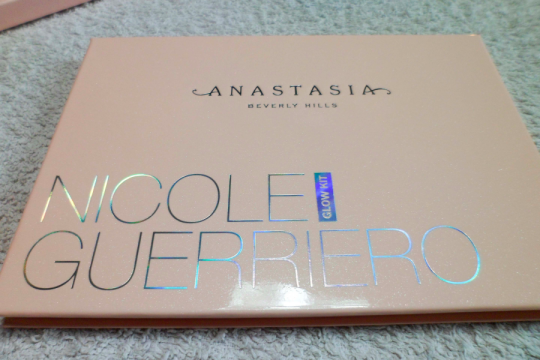 ANASTASIA
BEVERLY HILLS
NICOLE
GLOW KIT
GUERRIERO